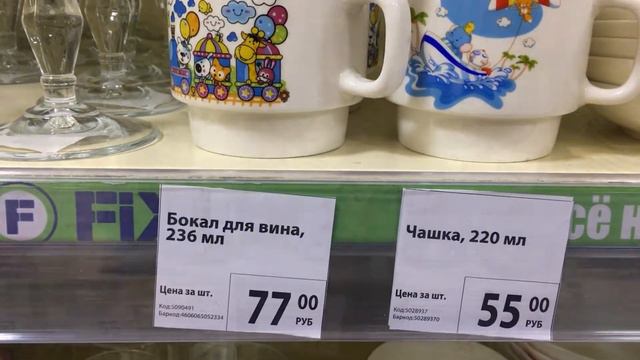 F Fix
сё н
Бокал для вина,
236 мл
Цена за шт.
77 00
РУБ
Код:5090491
Баркод:4606065052334
Чашка, 220 мл
Цена за шт.
55 00
РУБ
Код:5028937
Баркод:50289370